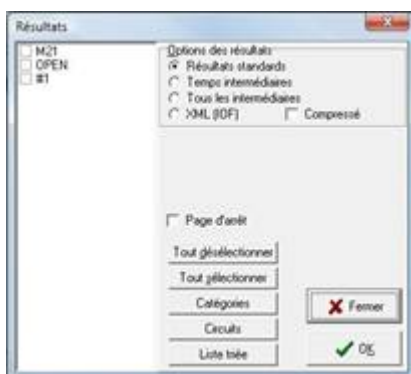 Résultats
M21
OPEN
#1
Options des résultats
Résultats standards
Temps intermédiaires
Tous les intermédiaires
XML (IOF) Compressé
Page d'arrêt
Tout désélectionner
Tout sélectionner
Catégories
Circuits
Liste triée
Fermer
OK